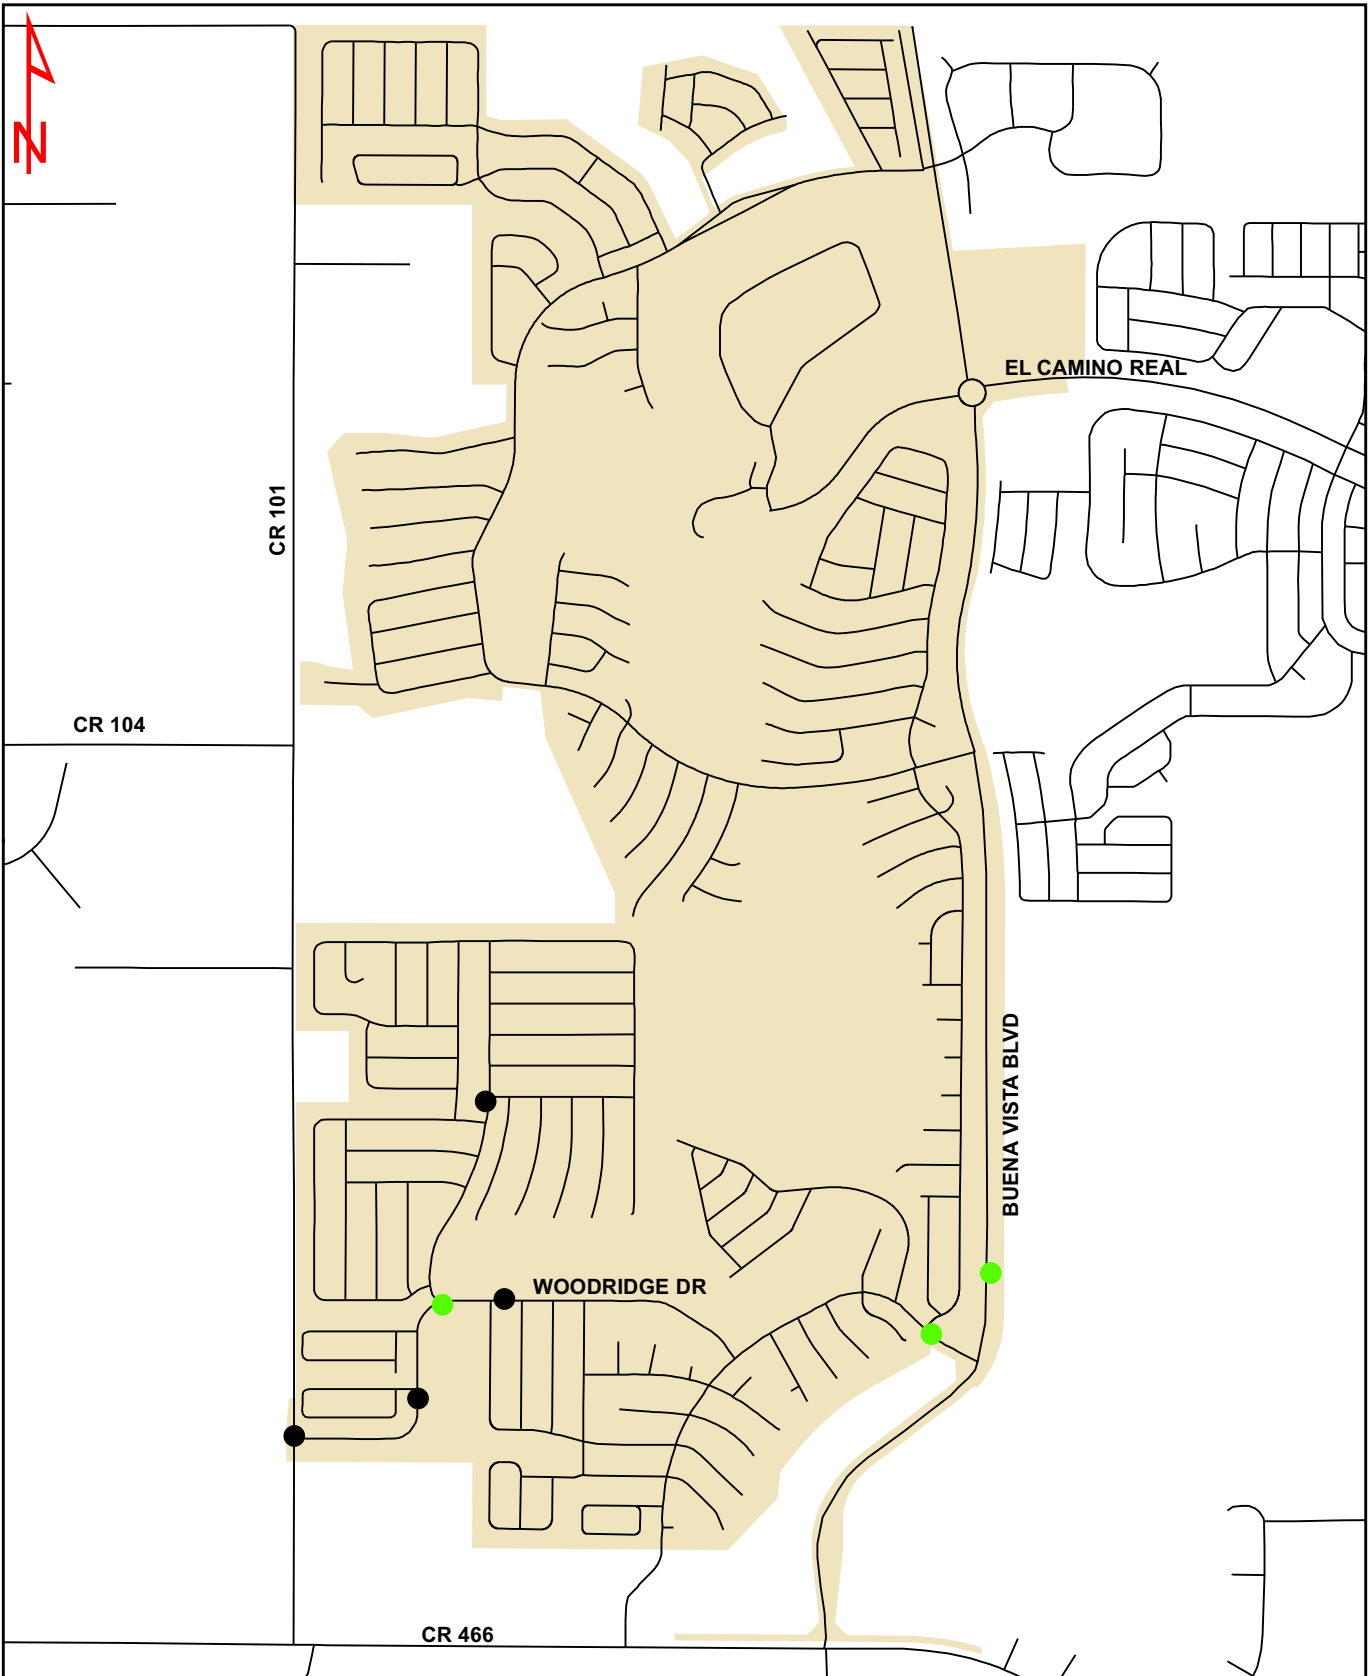 N
EL CAMINO REAL
CR 101
CR 104
BUENA VISTA BLVD
WOODRIDGE DR
CR 466